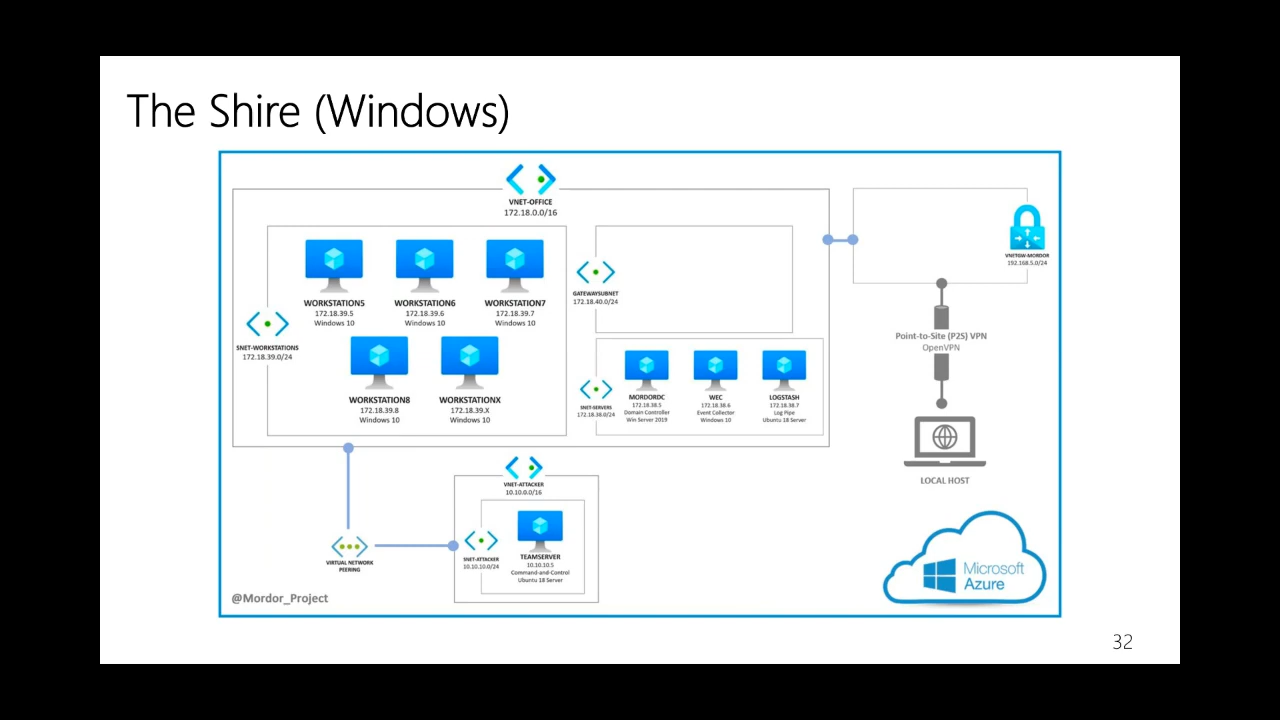 The Shire (Windows)
VNET-OFFICE
172.18.0.0/16
WORKSTATION5
172.18.39.5
Windows 10
WORKSTATION6
172.18.39.6
Windows 10
WORKSTATION7
172.18.39.7
Windows 10
SNET-WORKSTATIONS
172.18.39.0/24
WORKSTATION8
172.18.39.8
Windows 10
WORKSTATIONX
172.18.39.X
Windows 10
GATEWAYSUBNET
172.18.40.0/24
SNET-SERVERS
172.18.38.0/24
MORDORDC
172.18.38.5
Domain Controller
Win Server 2019
WEC
172.18.38.6
Event Collector
Windows 10
LOGSTASH
172.18.38.7
Log Pipe
Ubuntu 18 Server
VNETGW-MORDOR
192.168.5.0/24
Point-to-Site (P2S) VPN
OpenVPN
LOCAL HOST
VNET-ATTACKER
10.10.0.0/16
SNET-ATTACKER
10.10.10.0/24
TEAMSERVER
10.10.10.5
Command-and-Control
Ubuntu 18 Server
VIRTUAL NETWORK
PEERING
@Mordor_Project
Microsoft
Azure
32